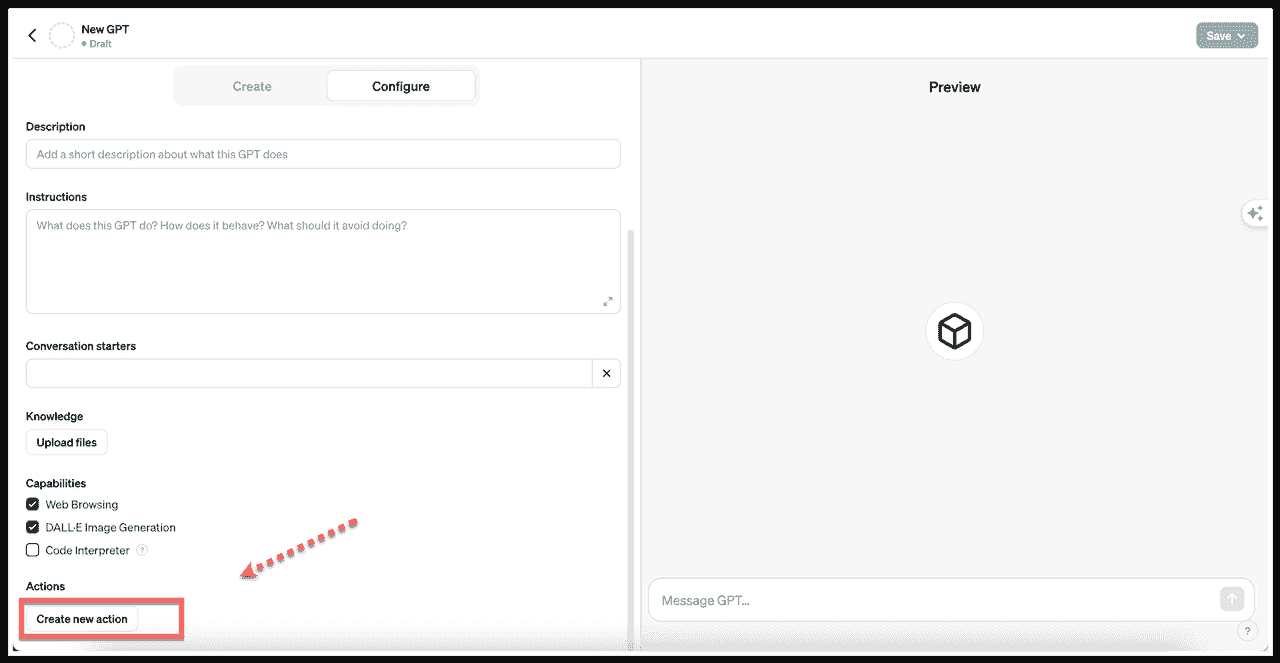 New GPT
Draft
Save
Create
Configure
Preview
Description
Add a short description about what this GPT does
Instructions
What does this GPT do? How does it behave? What should it avoid doing?
Conversation starters
Knowledge
Upload files
Capabilities
Web Browsing
DALL·E Image Generation
Code Interpreter ?
Actions
Create new action
Message GPT...
?